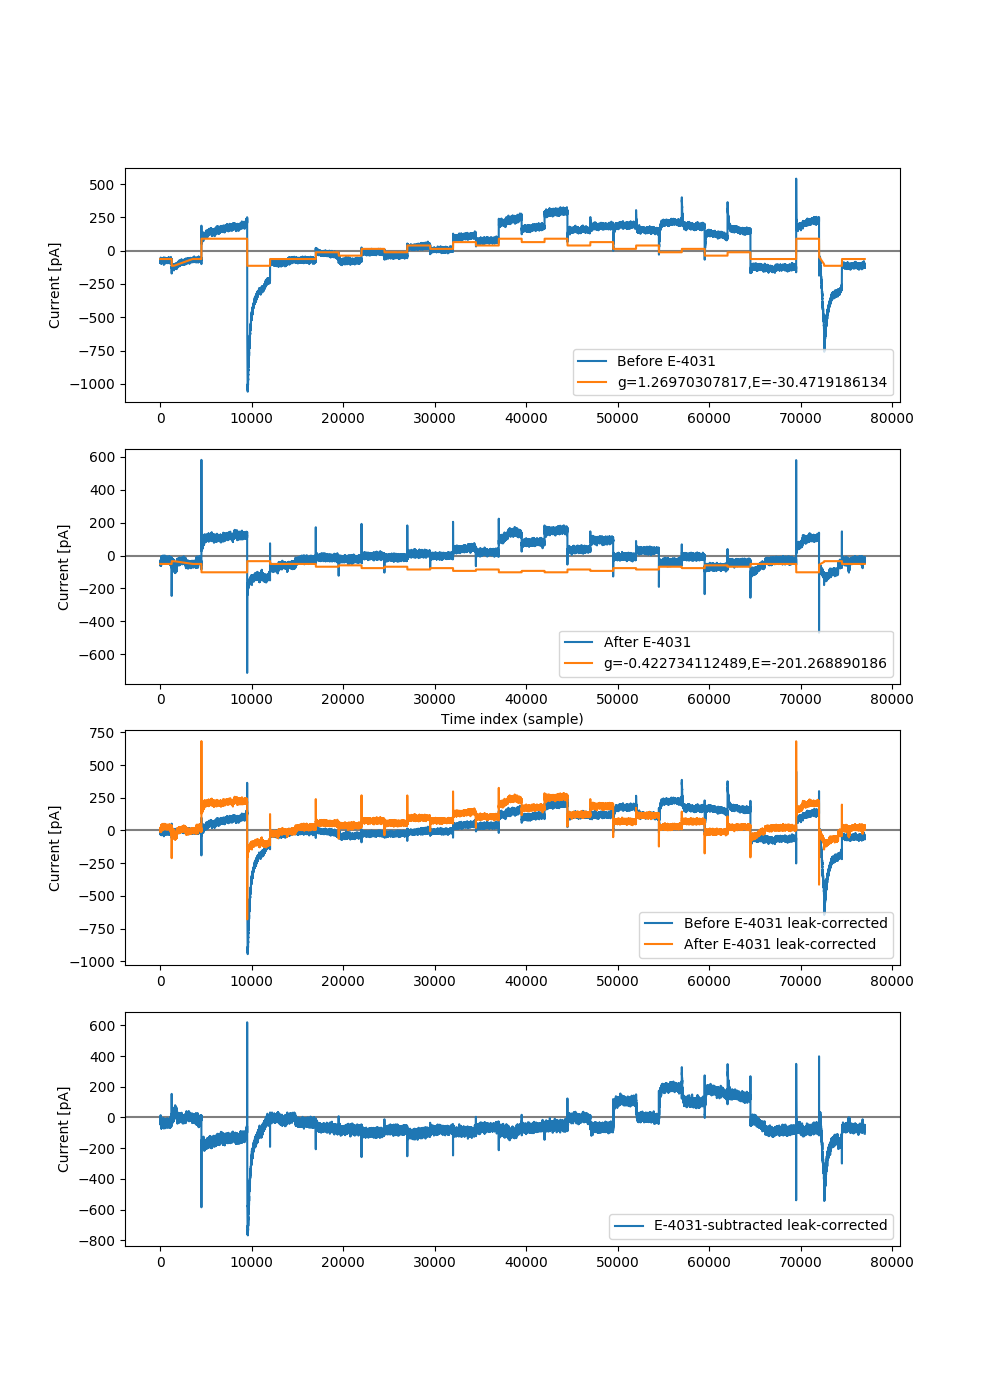 500
250
0
−250
−500
−750
−1000
Current [pA]
Before E-4031
g=1.26970307817,E=-30.4719186134
0 10000 20000 30000 40000 50000 60000 70000 80000
600
400
200
0
−200
−400
−600
Current [pA]
After E-4031
g=-0.422734112489,E=-201.268890186
0 10000 20000 30000 40000 50000 60000 70000 80000
Time index (sample)
750
500
250
0
−250
−500
−750
−1000
Current [pA]
Before E-4031 leak-corrected
After E-4031 leak-corrected
0 10000 20000 30000 40000 50000 60000 70000 80000
600
400
200
0
−200
−400
−600
−800
Current [pA]
E-4031-subtracted leak-corrected
0 10000 20000 30000 40000 50000 60000 70000 80000